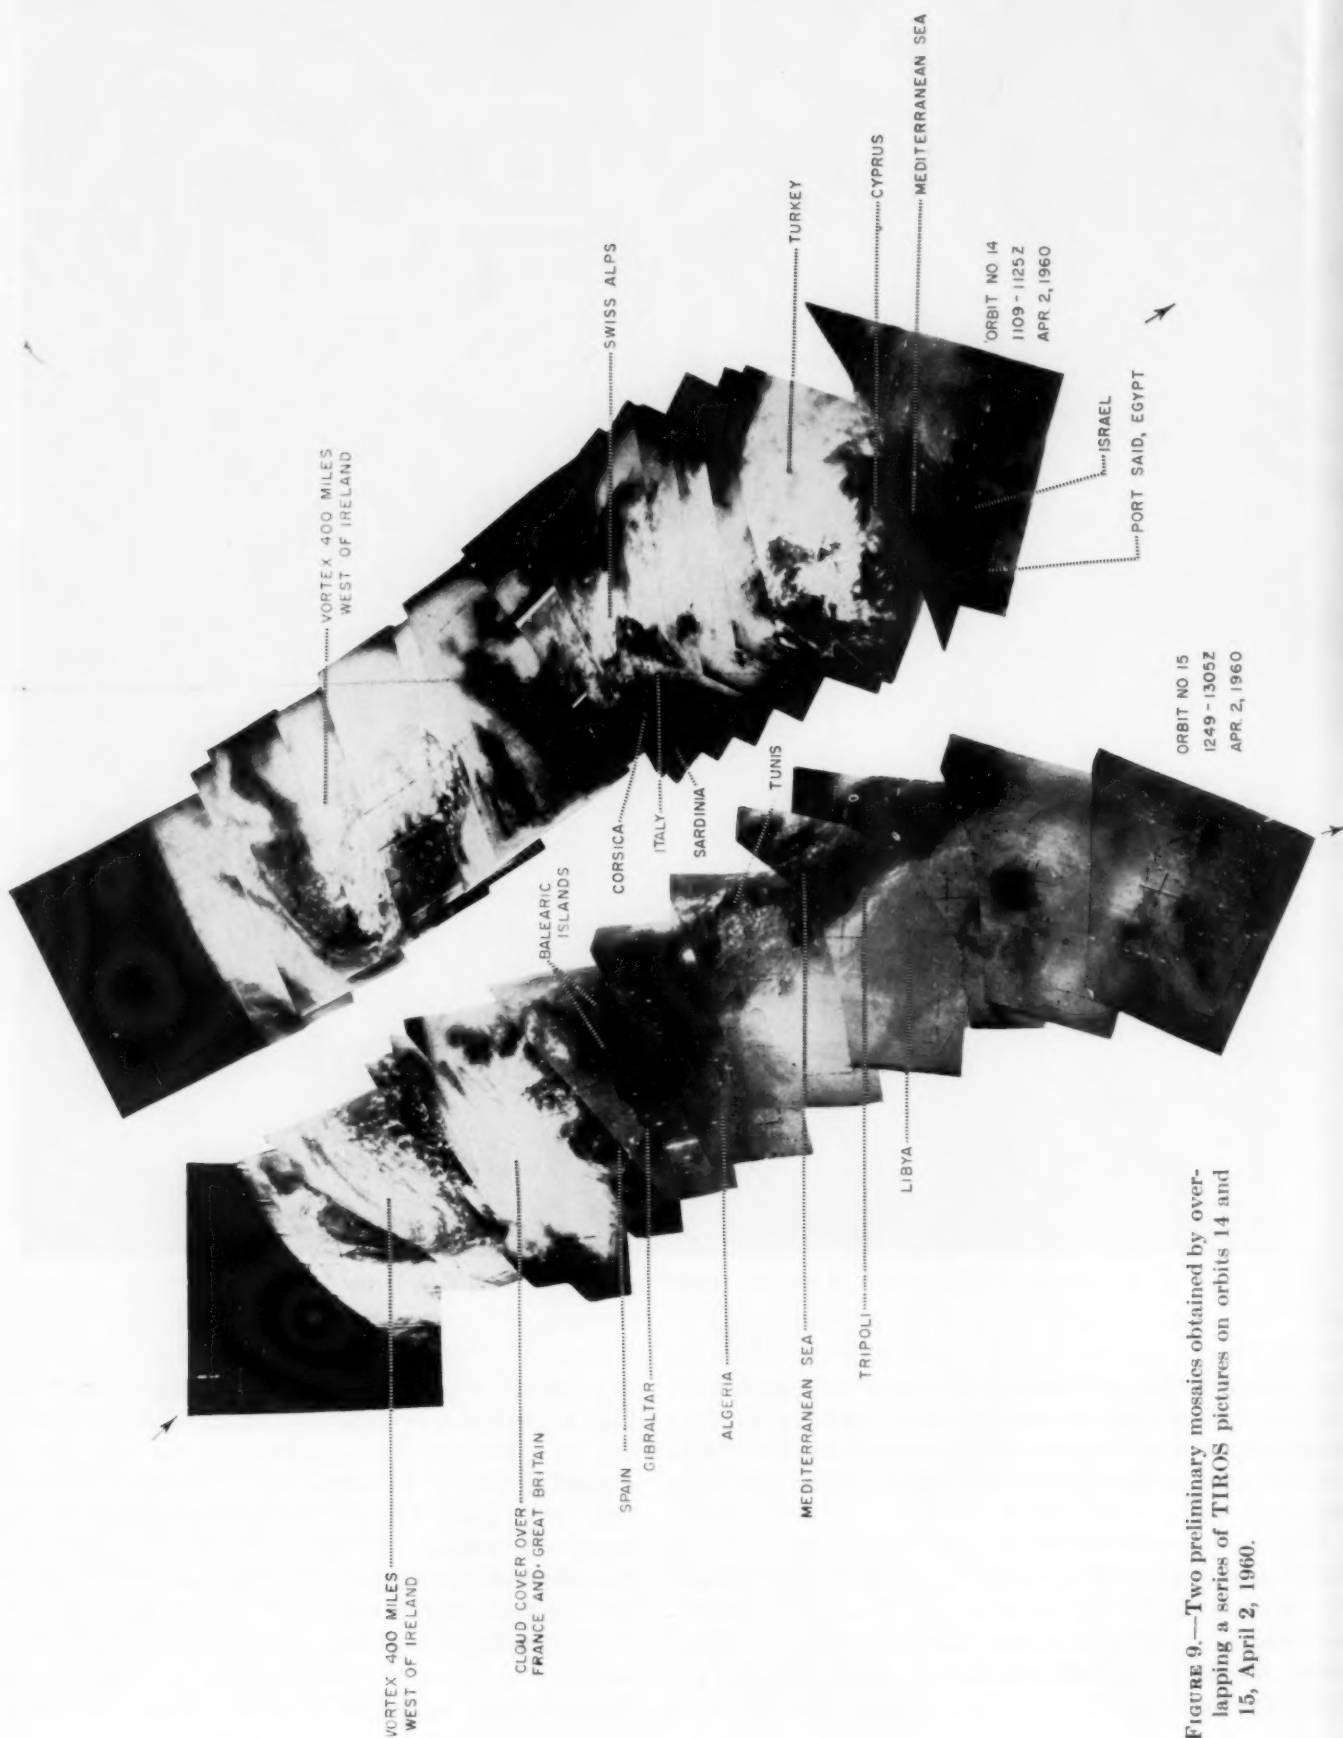 VORTEX 400 MILES
WEST OF IRELAND
CLOUD COVER OVER
FRANCE AND GREAT BRITAIN
SPAIN
GIBRALTAR
ALGERIA
MEDITERRANEAN SEA
TRIPOLI
LIBYA
BALEARIC
ISLANDS
TUNIS
ORBIT NO. 15
1249 - 1305Z
APR. 2, 1960
VORTEX 400 MILES
WEST OF IRELAND
CORSICA
ITALY
SARDINIA
SWISS ALPS
TURKEY
CYPRUS
MEDITERRANEAN SEA
ORBIT NO. 14
1109 - 1125Z
APR. 2, 1960
ISRAEL
PORT SAID, EGYPT
FIGURE 9.—Two preliminary mosaics obtained by over-
lapping a series of TIROS pictures on orbits 14 and
15, April 2, 1960.